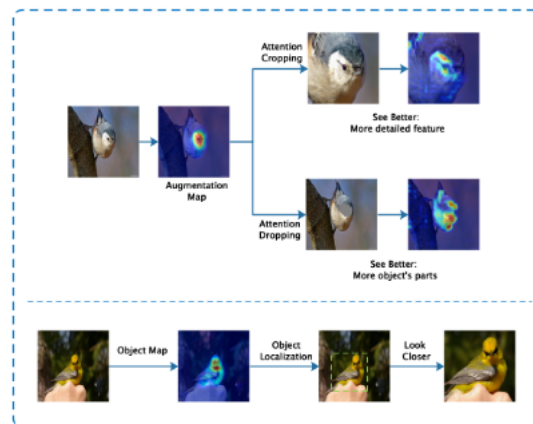 Attention
Cropping
See Better:
More detailed feature
Augmentation
Map
Attention
Dropping
See Better:
More object's parts
Object Map
Object
Localization
Look
Closer